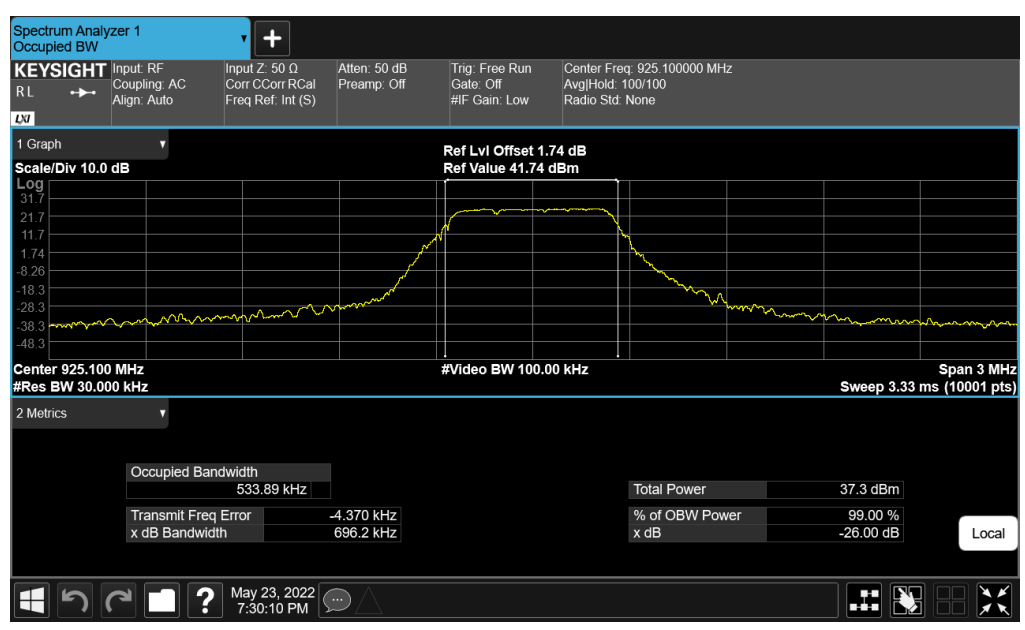 Spectrum Analyzer 1
Occupied BW
KEYSIGHT
R L
LXI
Input: RF
Coupling: AC
Align: Auto
Input Z: 50 Ω
Corr CCorr RCal
Freq Ref: Int (S)
Atten: 50 dB
Preamp: Off
Trig: Free Run
Gate: Off
#IF Gain: Low
Center Freq: 925.100000 MHz
Avg|Hold: 100/100
Radio Std: None
1 Graph
Scale/Div 10.0 dB
Ref Lvl Offset 1.74 dB
Ref Value 41.74 dBm
Log
31.7
21.7
11.7
1.74
-8.26
-18.3
-28.3
-38.3
-48.3
Center 925.100 MHz
#Video BW 100.00 kHz
Span 3 MHz
#Res BW 30.000 kHz
Sweep 3.33 ms (10001 pts)
2 Metrics
Occupied Bandwidth
533.89 kHz
Total Power 37.3 dBm
Transmit Freq Error -4.370 kHz
% of OBW Power 99.00 %
x dB Bandwidth 696.2 kHz
x dB -26.00 dB
Local
May 23, 2022
7:30:10 PM